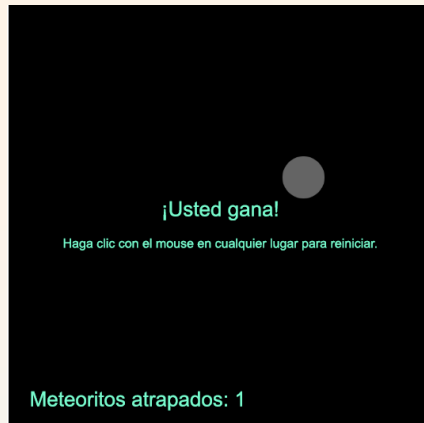 ¡Usted gana!
Haga clic con el mouse en cualquier lugar para reiniciar.
Meteoritos atrapados: 1